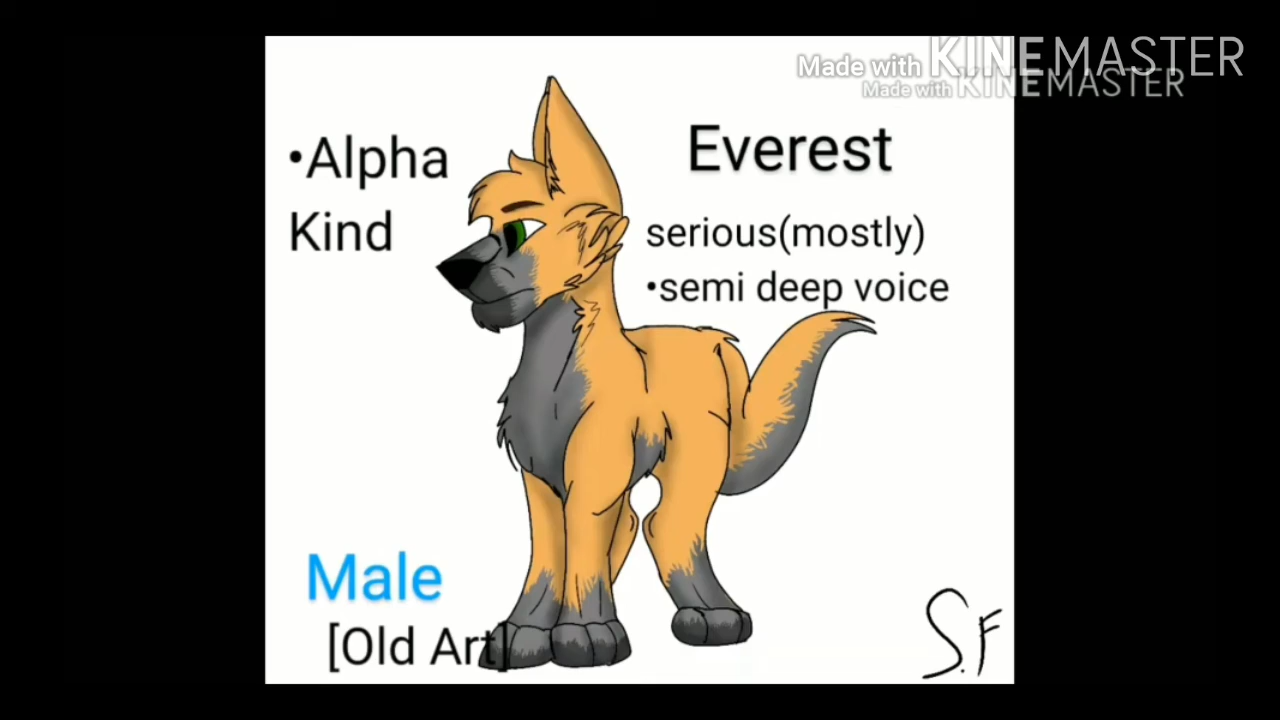 Made with KINEMASTER
Made with KINEMASTER
•Alpha
Kind
Everest
serious(mostly)
•semi deep voice
Male
[Old Art]
S.F